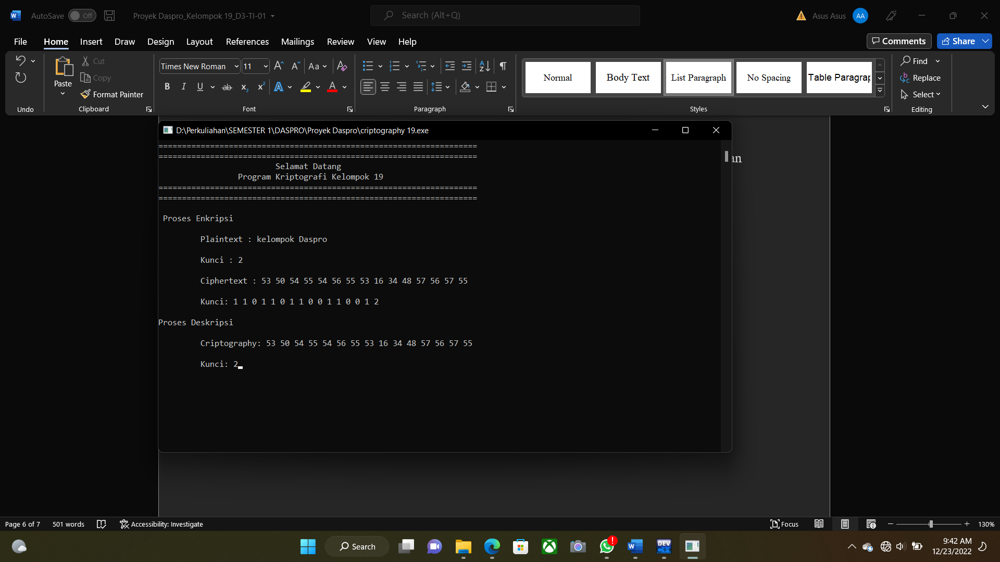 AutoSave Off Proyek Daspro_Kelompok 19_D3-TI-01 Search (Alt+Q) Asus Asus AA
File Home Insert Draw Design Layout References Mailings Review View Help Comments Share
Paste Cut Copy Format Painter
Times New Roman 11 Aa
Normal Body Text List Paragraph No Spacing Table Paragrap
Find Replace Select
Undo Clipboard Font Paragraph Styles Editing
D:\Perkuliahan\SEMESTER 1\DASPRO\Proyek Daspro\criptography 19.exe
an
====================================================================
====================================================================
Selamat Datang
Program Kriptografi Kelompok 19
====================================================================
====================================================================
Proses Enkripsi
Plaintext : kelompok Daspro
Kunci : 2
Ciphertext : 53 50 54 55 54 56 55 53 16 34 48 57 56 57 55
Kunci: 1 1 0 1 1 0 1 1 0 0 1 1 0 0 1 2
Proses Deskripsi
Criptography: 53 50 54 55 54 56 55 53 16 34 48 57 56 57 55
Kunci: 2
Page 6 of 7 501 words Accessibility: Investigate Focus 130%
Search DEV C++
9:42 AM
12/23/2022